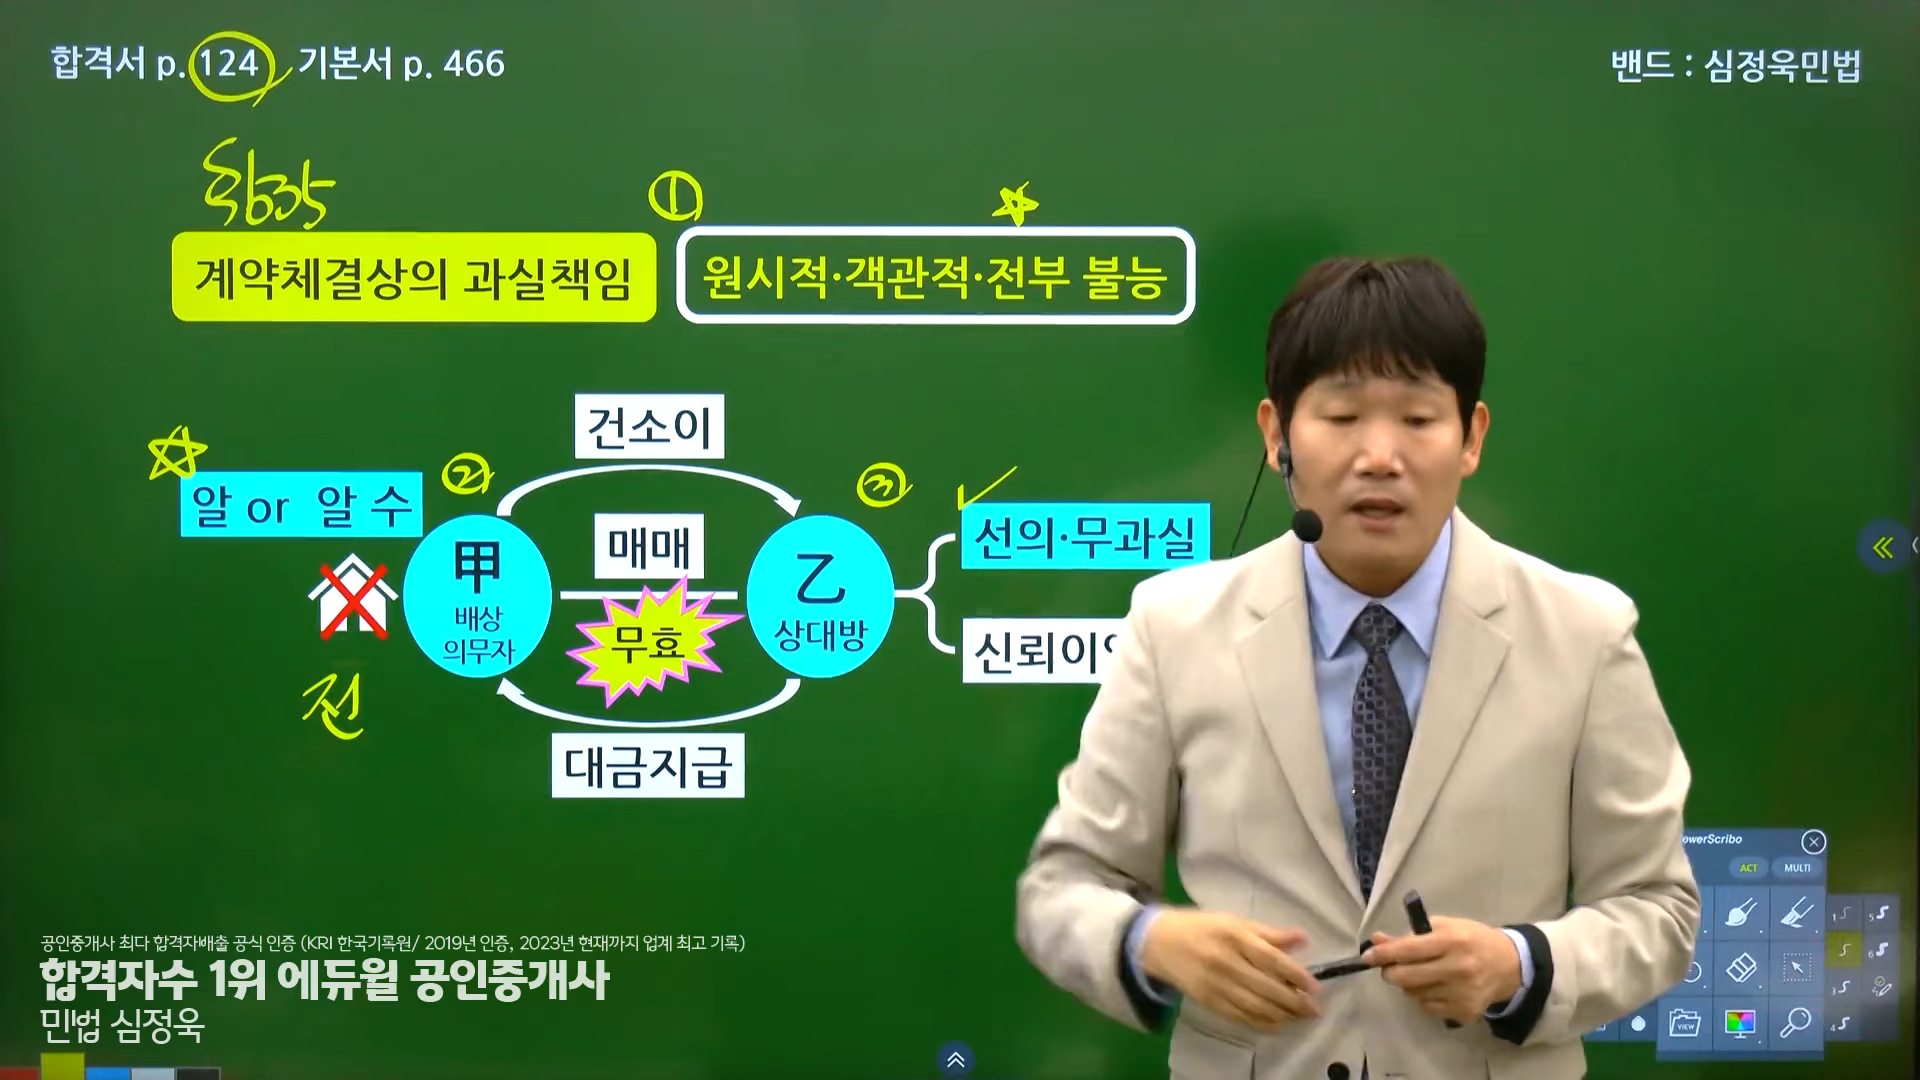 합격서 p. 124, 기본서 p. 466
밴드 : 심정욱민법
①
계약체결상의 과실책임
원시적·객관적·전부 불능
건소이
알 or 알 수
②
③
선의·무과실
매매
甲
배상
의무자
乙
상대방
무효
신뢰이
전
대금지급
PowerScribo
ACT
MULTI
VIEW
공인중개사 최다 합격자배출 공식 인증 (KRI 한국기록원/ 2019년 인증, 2023년 현재까지 업계 최고 기록)
합격자수 1위 에듀윌 공인중개사
민법 심정욱